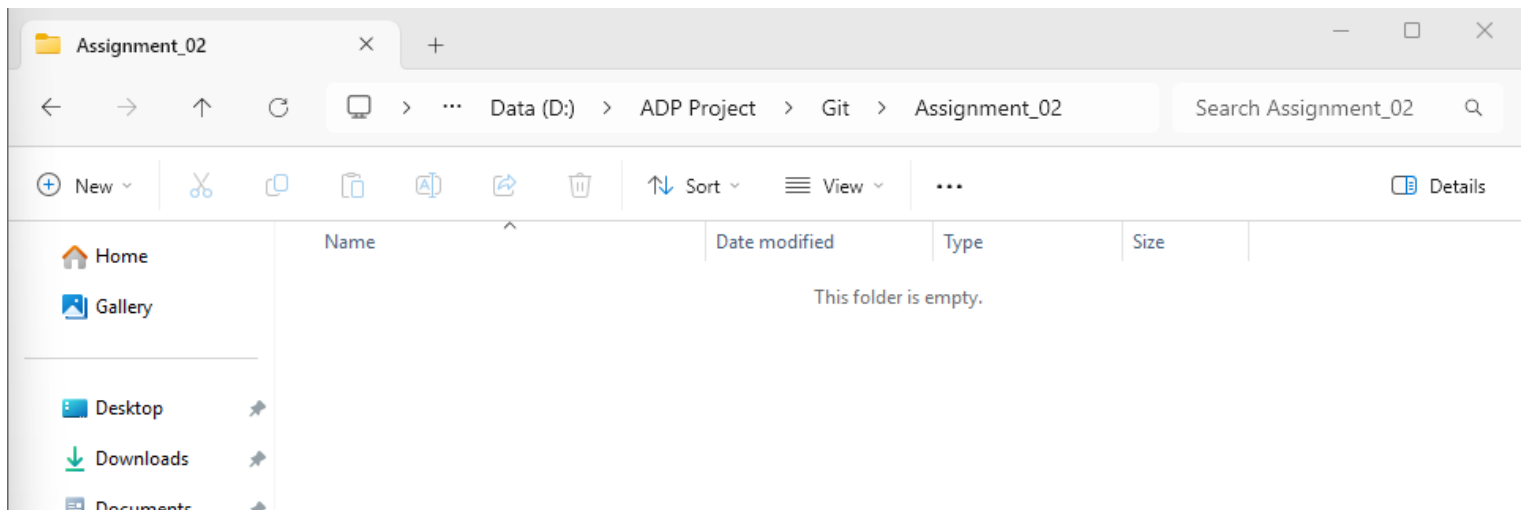 Assignment_02
Data (D:) ADP Project Git Assignment_02 Search Assignment_02
New Sort View Details
Name Date modified Type Size
Home
This folder is empty.
Gallery
Desktop
Downloads
Documents